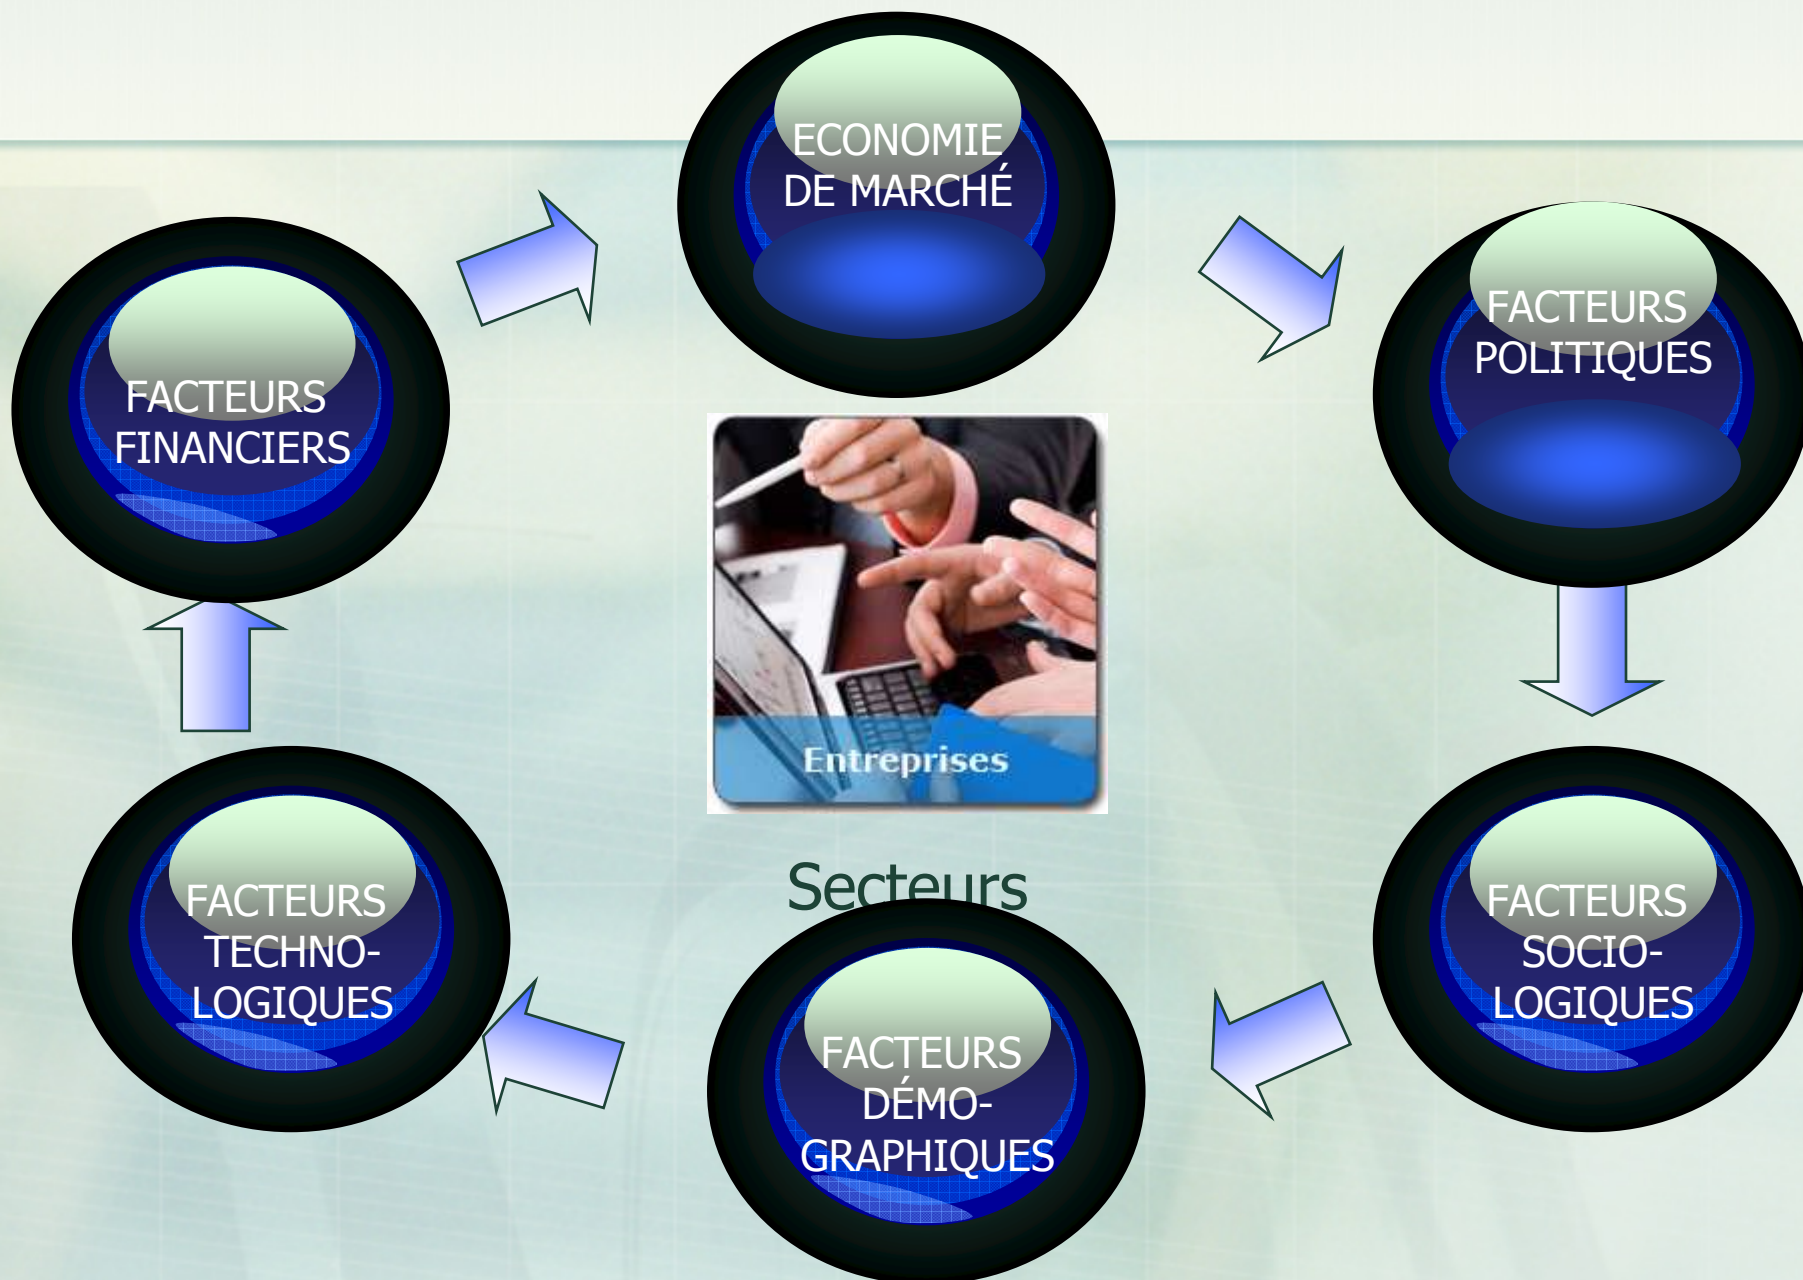 ECONOMIE
DE MARCHÉ
FACTEURS
POLITIQUES
FACTEURS
FINANCIERS
Entreprises
Secteurs
FACTEURS
TECHNO-
LOGIQUES
FACTEURS
SOCIO-
LOGIQUES
FACTEURS
DÉMO-
GRAPHIQUES